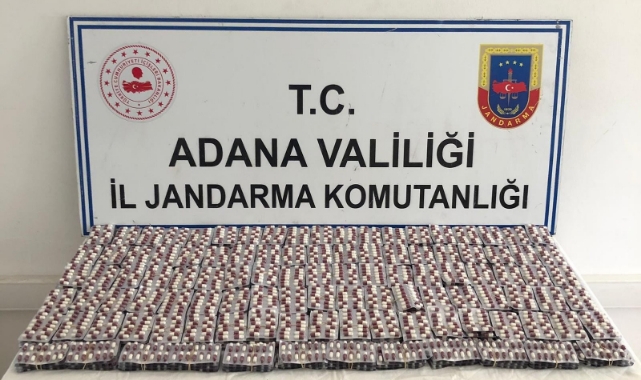 T.C.
ADANA VALİLİĞİ
İL JANDARMA KOMUTANLIĞI
JANDARMA